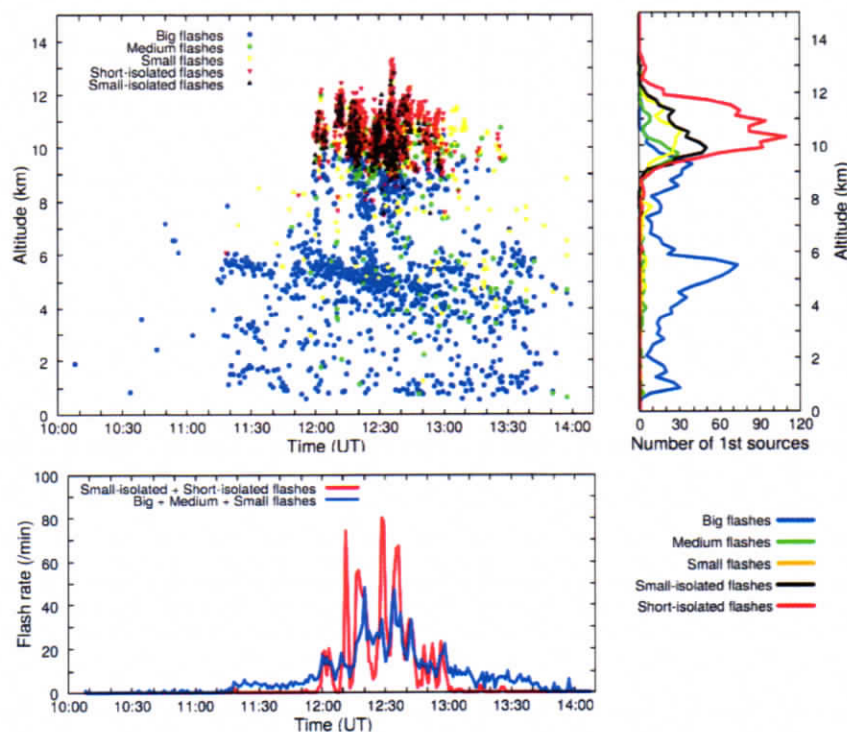 Big flashes
Medium flashes
Small flashes
Short-isolated flashes
Small-isolated flashes
Altitude (km)
14
12
10
8
6
4
2
0
10:00 10:30 11:00 11:30 12:00 12:30 13:00 13:30 14:00
Time (UT)
14
12
10
8
6
4
2
0
Altitude (km)
0 30 60 90 120
Number of 1st sources
Small-isolated + Short-isolated flashes
Big + Medium + Small flashes
Flash rate (/min)
100
80
60
40
20
0
10:00 10:30 11:00 11:30 12:00 12:30 13:00 13:30 14:00
Time (UT)
Big flashes
Medium flashes
Small flashes
Small-isolated flashes
Short-isolated flashes